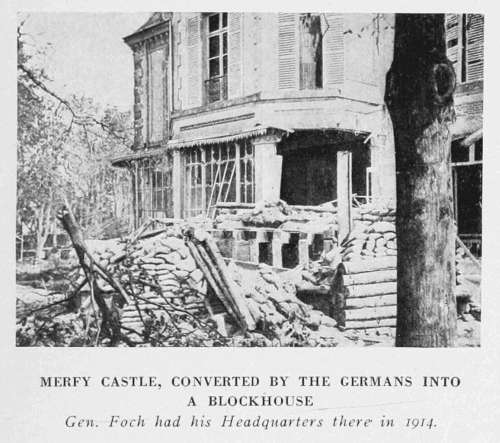 MERFY CASTLE, CONVERTED BY THE GERMANS INTO
A BLOCKHOUSE
Gen. Foch had his Headquarters there in 1914.